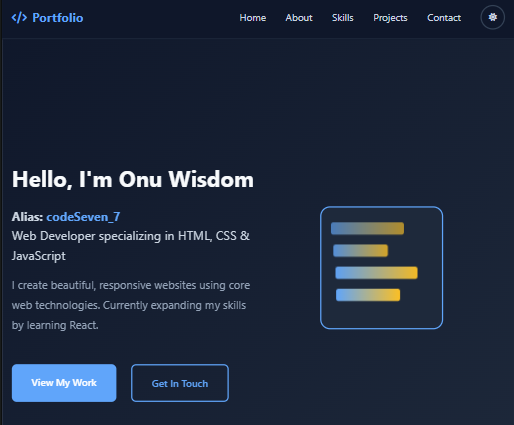 </> Portfolio
Home About Skills Projects Contact
Hello, I'm Onu Wisdom
Alias: codeSeven_7
Web Developer specializing in HTML, CSS &
JavaScript
I create beautiful, responsive websites using core
web technologies. Currently expanding my skills
by learning React.
View My Work
Get In Touch